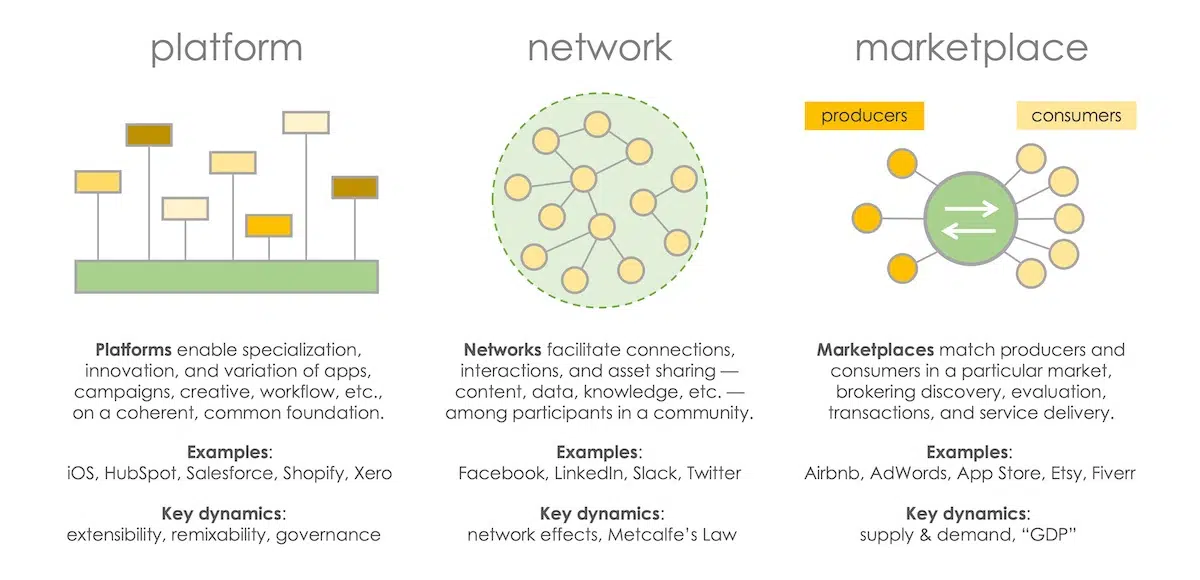 platform
Platforms enable specialization,
innovation, and variation of apps,
campaigns, creative, workflow, etc.,
on a coherent, common foundation.
Examples:
iOS, HubSpot, Salesforce, Shopify, Xero
Key dynamics:
extensibility, remixability, governance
network
Networks facilitate connections,
interactions, and asset sharing —
content, data, knowledge, etc. —
among participants in a community.
Examples:
Facebook, LinkedIn, Slack, Twitter
Key dynamics:
network effects, Metcalfe’s Law
marketplace
producers
consumers
Marketplaces match producers and
consumers in a particular market,
brokering discovery, evaluation,
transactions, and service delivery.
Examples:
Airbnb, AdWords, App Store, Etsy, Fiverr
Key dynamics:
supply & demand, “GDP”